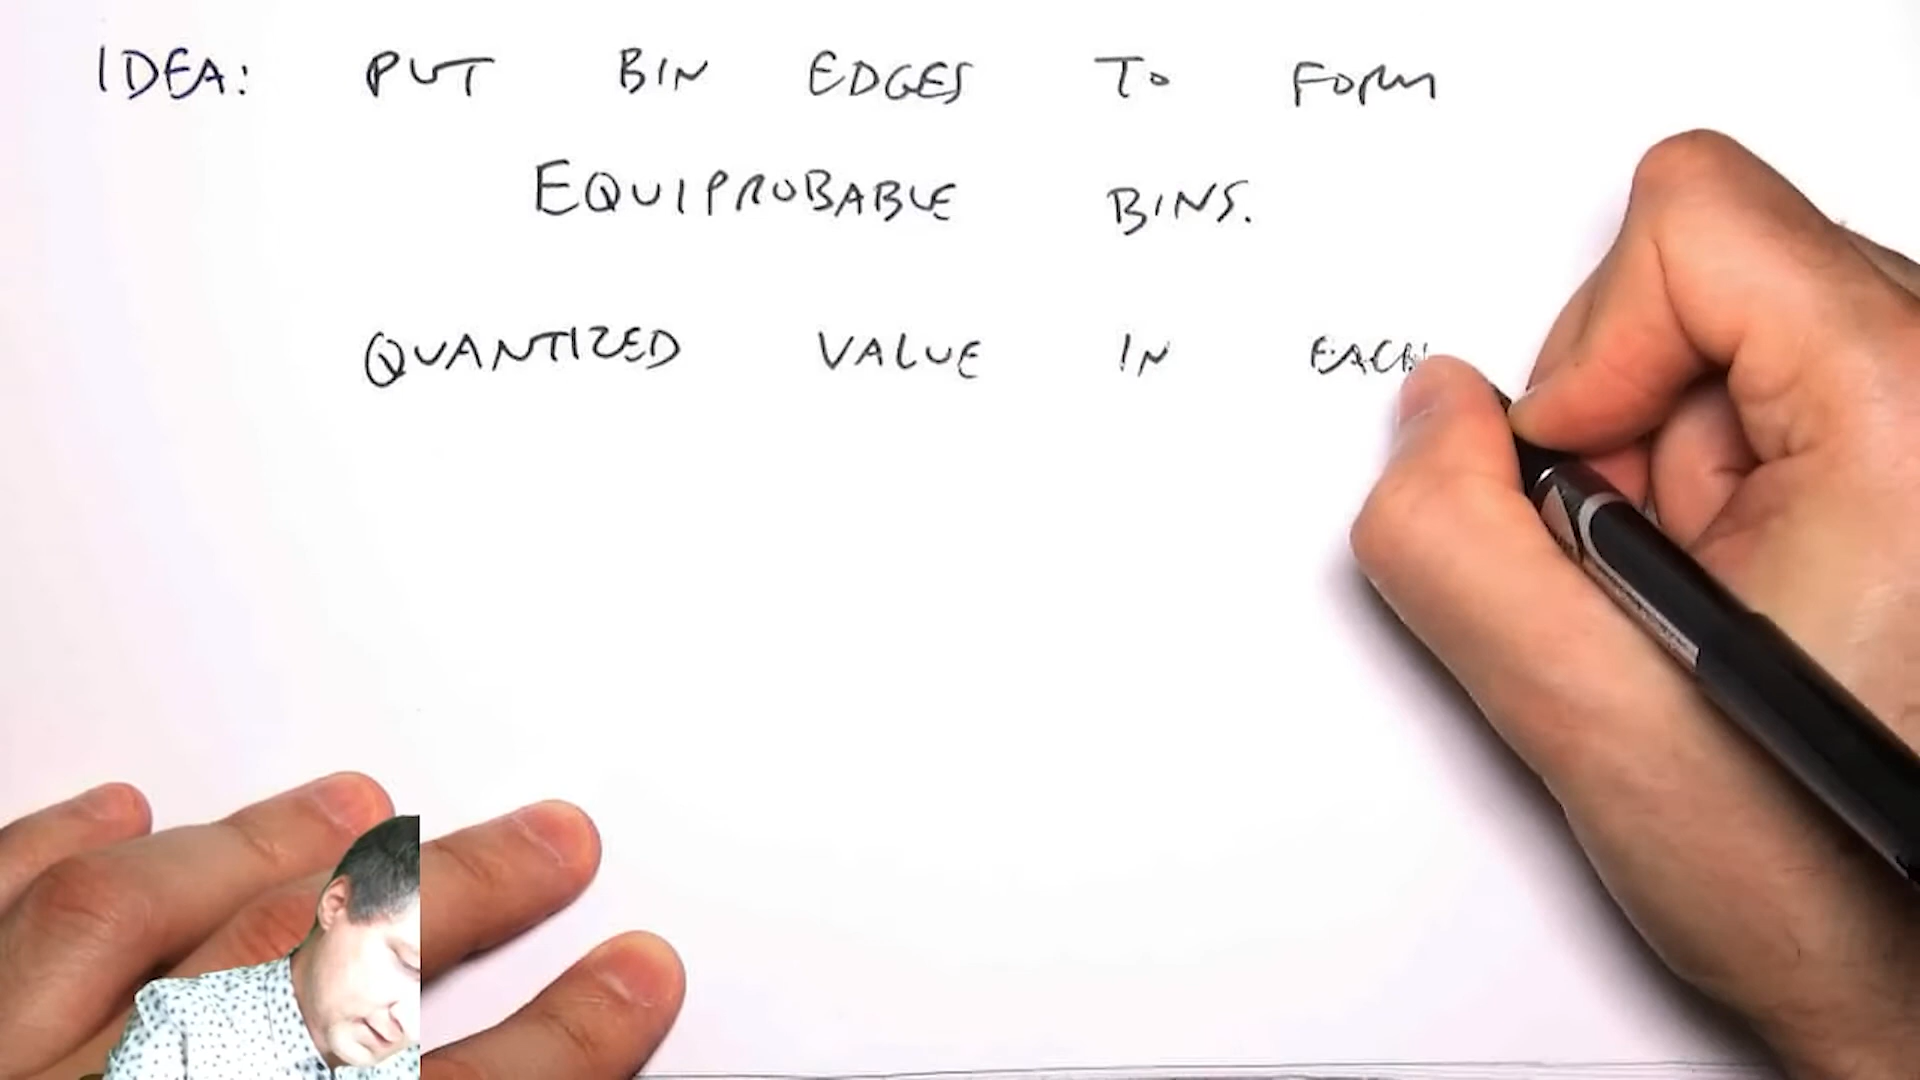 IDEA: PUT BIN EDGES TO FORM
EQUIPROBABLE BINS.
QUANTIZED VALUE IN EACH